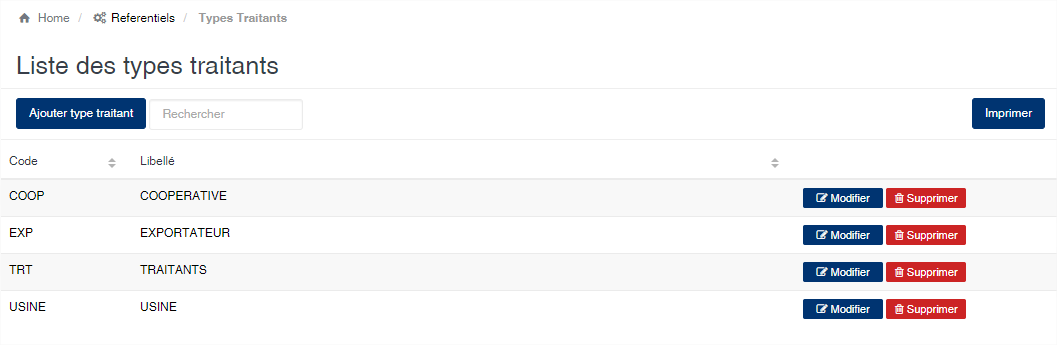 Home / Referentiels / Types Traitants
Liste des types traitants
Ajouter type traitant Rechercher Imprimer
Code Libellé
COOP COOPERATIVE Modifier Supprimer
EXP EXPORTATEUR Modifier Supprimer
TRT TRAITANTS Modifier Supprimer
USINE USINE Modifier Supprimer